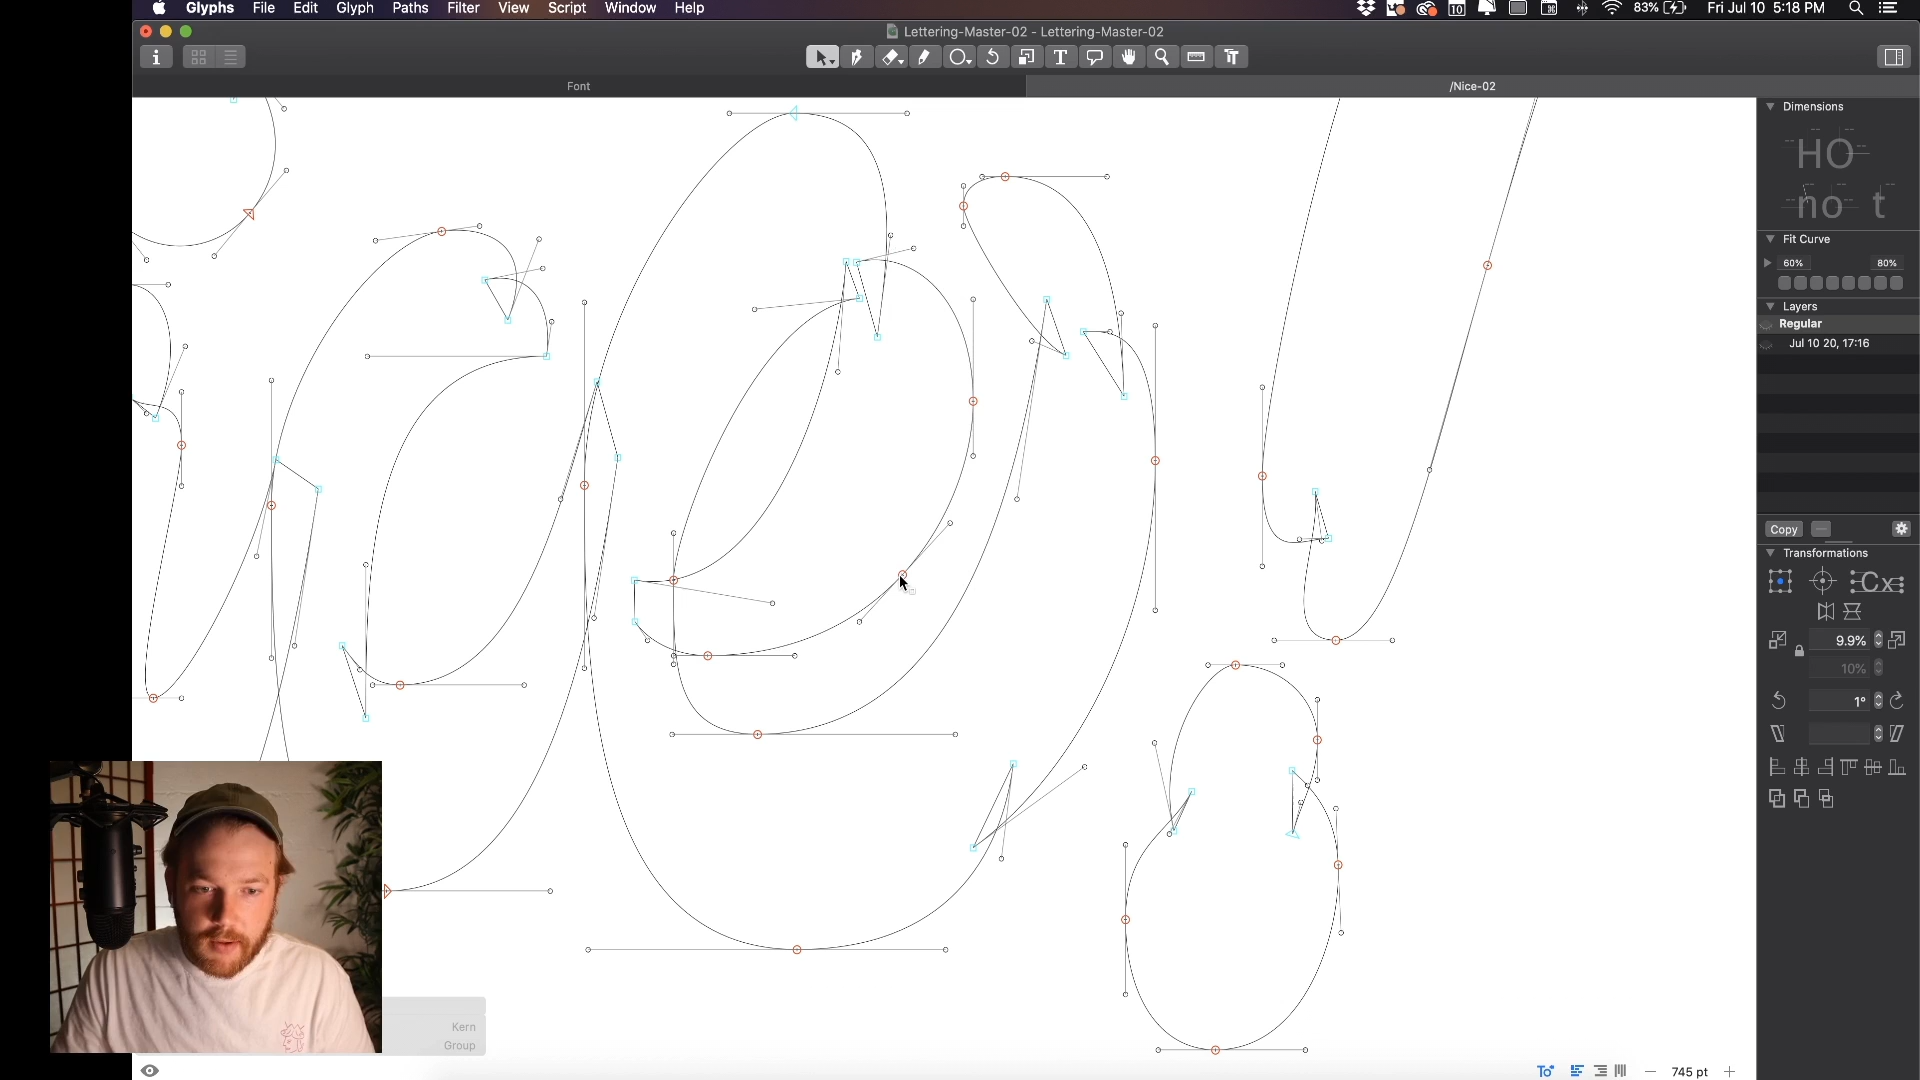 Glyphs File Edit Glyph Paths Filter View Script Window Help
10 83% Fri Jul 10 5:18 PM
Lettering-Master-02 - Lettering-Master-02
Font
/Nice-02
Dimensions
HO
no t
Fit Curve
60% 80%
Layers
Regular
Jul 10 20, 17:16
Copy
Transformations
Cx
9.9%
10%
1°
Kern
Group
745 pt